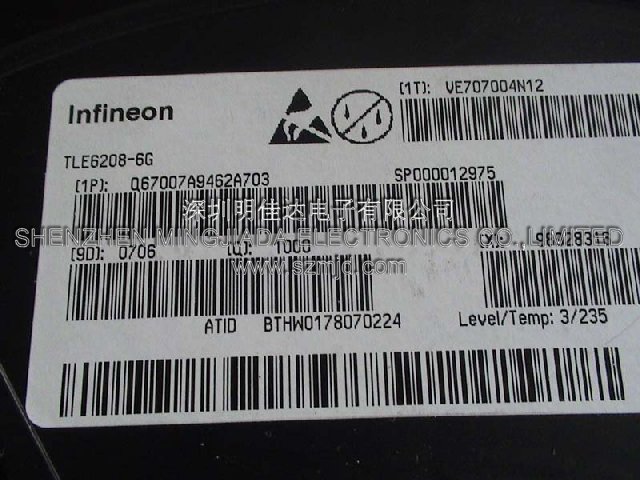 Infineon
(1T): VE707004N12
TLE6208-6G
(1P): Q67007A9462A703 SP000012975
深圳明佳达电子有限公司
SHENZHEN MINGJIADA ELECTRONICS CO.,LIMITED
(9D): 0706 (Q): 1000
www.szmjd.com
ATID BTHW0178070224 Level/Temp: 3/235